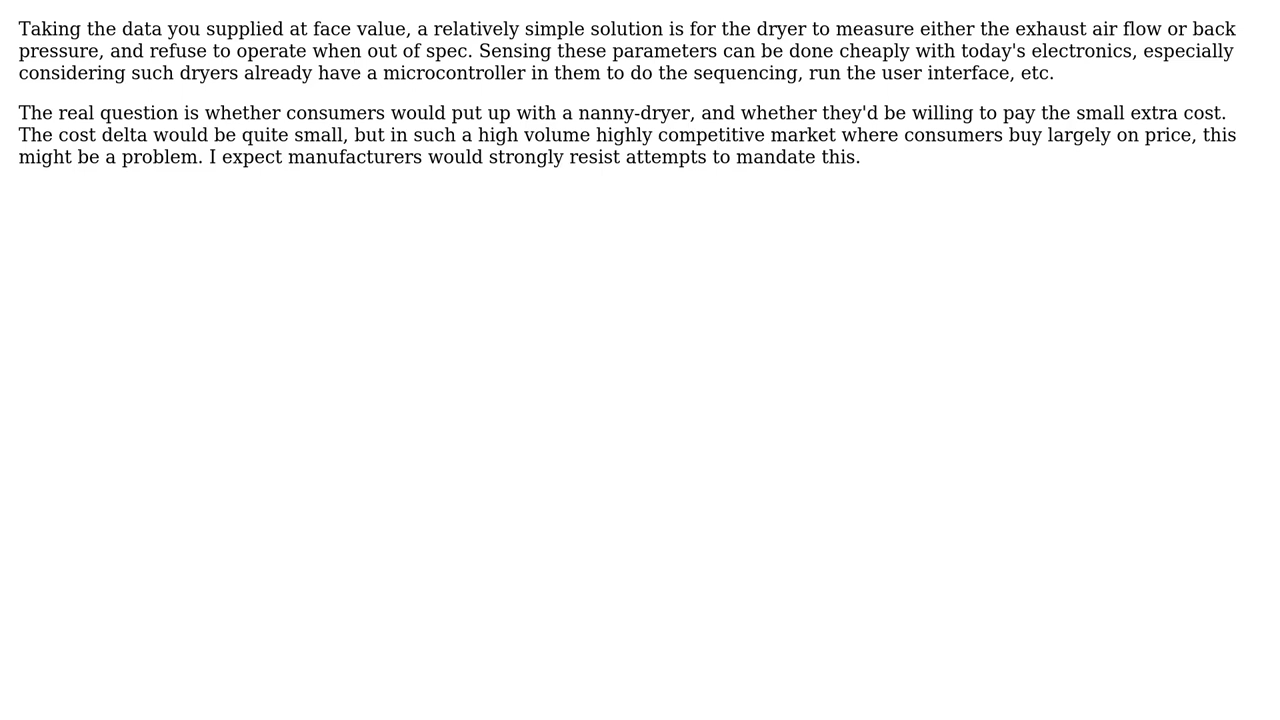 Taking the data you supplied at face value, a relatively simple solution is for the dryer to measure either the exhaust air flow or back
pressure, and refuse to operate when out of spec. Sensing these parameters can be done cheaply with today's electronics, especially
considering such dryers already have a microcontroller in them to do the sequencing, run the user interface, etc.
The real question is whether consumers would put up with a nanny-dryer, and whether they'd be willing to pay the small extra cost.
The cost delta would be quite small, but in such a high volume highly competitive market where consumers buy largely on price, this
might be a problem. I expect manufacturers would strongly resist attempts to mandate this.